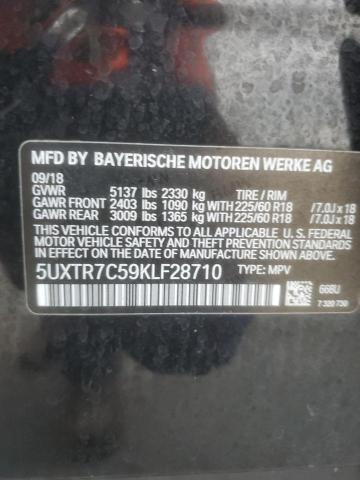 MFD BY BAYERISCHE MOTOREN WERKE AG
09/18
GVWR 5137 lbs 2330 kg TIRE / RIM
GAWR FRONT 2403 lbs 1090 kg WITH 225/60 R18 /7.0J x 18
GAWR REAR 3009 lbs 1365 kg WITH 225/60 R18 /7.0J x 18
THIS VEHICLE CONFORMS TO ALL APPLICABLE U. S. FEDERAL
MOTOR VEHICLE SAFETY, BUMPER, AND THEFT PREVENTION
STANDARDS IN EFFECT ON THE DATE OF MANUFACTURE SHOWN
ABOVE.
5UXTR7C59KLF28710 TYPE: MPV
668U
7 320 730